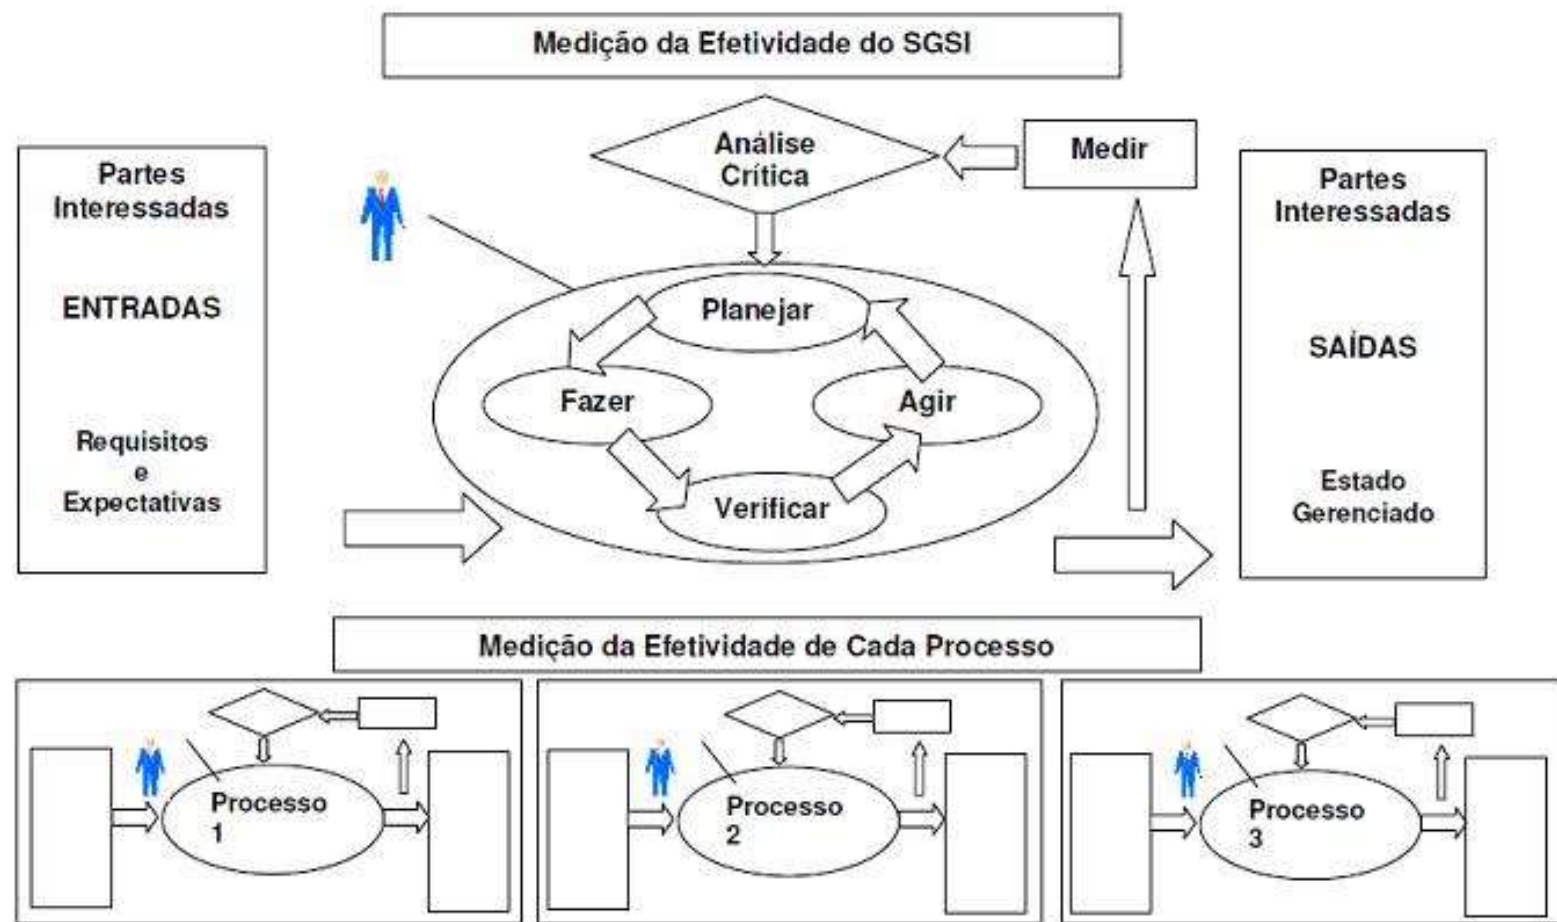 Medição da Efetividade do SGSI
Análise
Crítica
Medir
Partes
Interessadas
ENTRADAS
Requisitos
e
Expectativas
Planejar
Fazer
Agir
Verificar
Partes
Interessadas
SAÍDAS
Estado
Gerenciado
Medição da Efetividade de Cada Processo
Processo
1
Processo
2
Processo
3